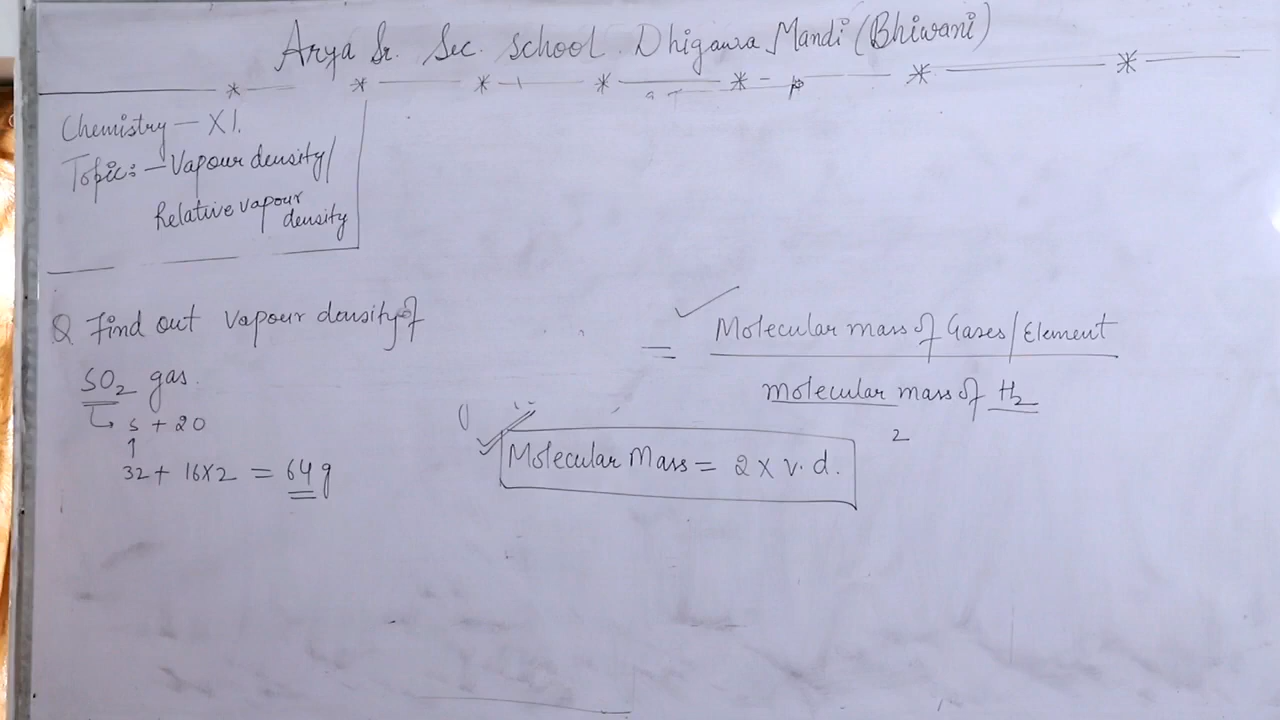 Arya Sr. Sec. School. Dhigawa Mandi (Bhiwani)
Chemistry — XI.
Topic:- Vapour density/
Relative vapour
density
Q Find out vapour density of
SO2 gas.
S + 2O
32 + 16x2 = 64g
= Molecular mass of Gases/Element
Molecular mass of H2
2
Molecular Mass = 2 x v.d.